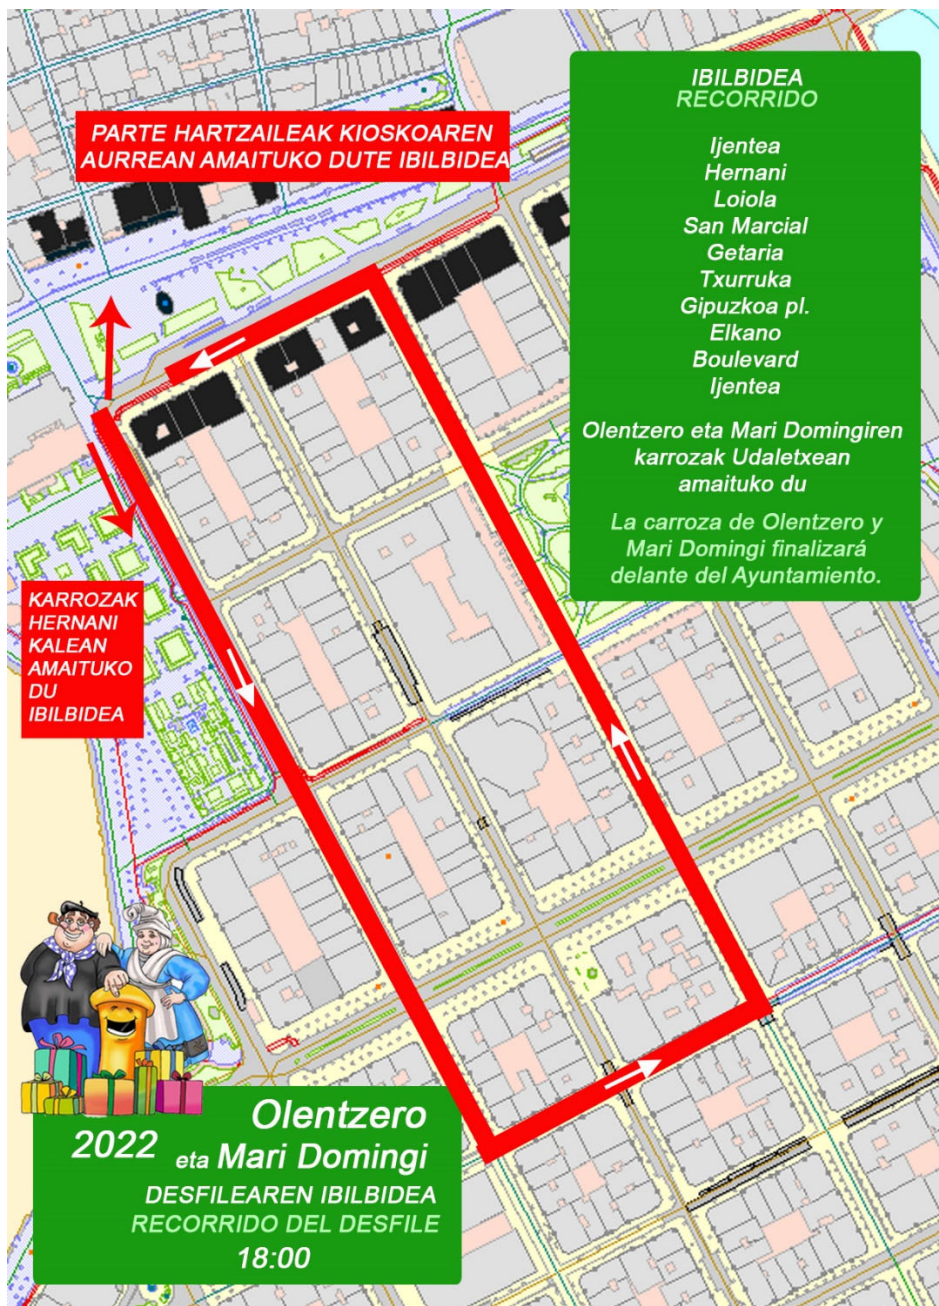 PARTE HARTZAILEAK KIOSKOAREN
AURREAN AMAITUKO DUTE IBILBIDEA
IBILBIDEA
RECORRIDO
Ijentea
Hernani
Loiola
San Marcial
Getaria
Txurruka
Gipuzkoa pl.
Elkano
Boulevard
Ijentea
Olentzero eta Mari Domingiren
karrozak Udaletxean
amaituko du
La carroza de Olentzero y
Mari Domingi finalizará
delante del Ayuntamiento.
KARROZAK
HERNANI
KALEAN
AMAITUKO
DU
IBILBIDEA
2022
Olentzero
eta Mari Domingi
DESFILEAREN IBILBIDEA
RECORRIDO DEL DESFILE
18:00